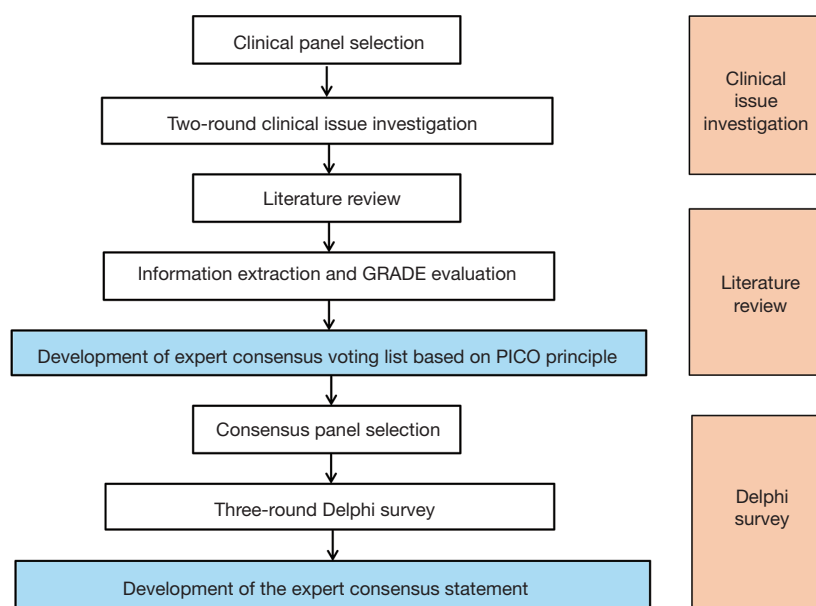 Clinical panel selection
Two-round clinical issue investigation
Literature review
Information extraction and GRADE evaluation
Development of expert consensus voting list based on PICO principle
Consensus panel selection
Three-round Delphi survey
Development of the expert consensus statement
Clinical
issue
investigation
Literature
review
Delphi
survey